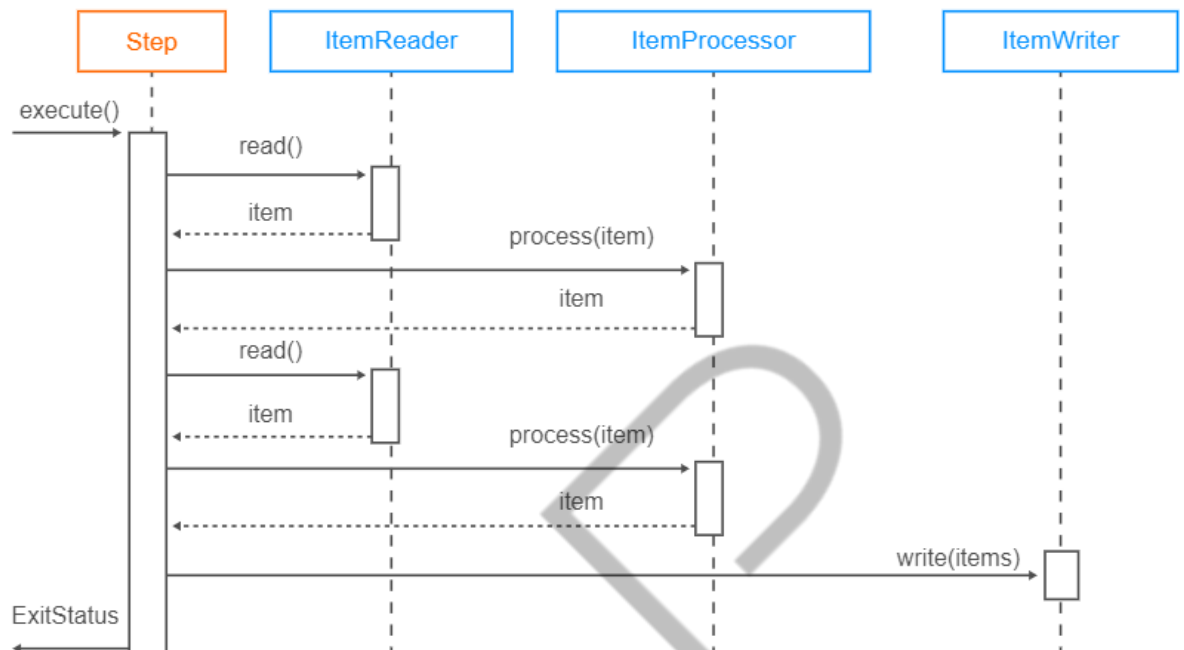 Step
ItemReader
ItemProcessor
ItemWriter
execute()
read()
item
process(item)
item
read()
item
process(item)
item
write(items)
ExitStatus